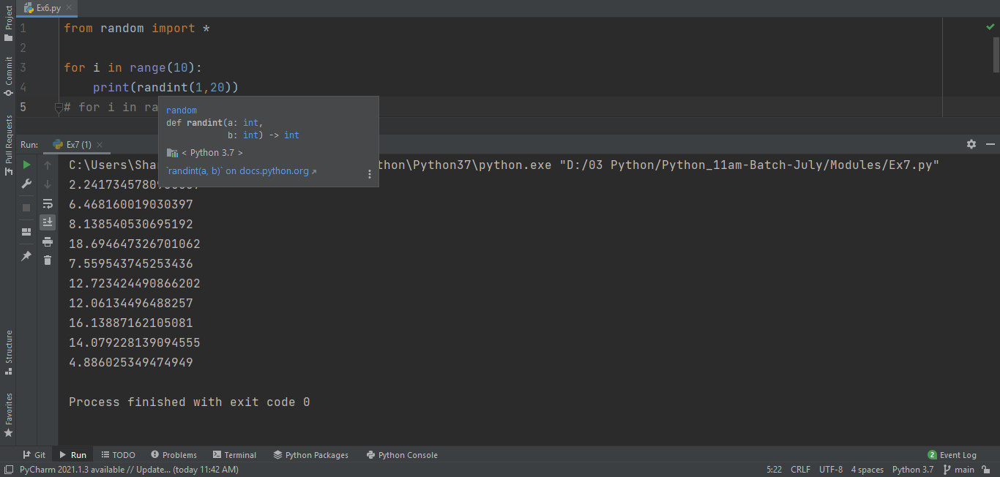 Ex6.py
Project
Commit
Pull Requests
Structure
Favorites
1 from random import *
2
3 for i in range(10):
4 print(randint(1,20))
5 # for i in ra
random
def randint(a: int,
b: int) -> int
< Python 3.7 >
`randint(a, b)` on docs.python.org
Run: Ex7 (1)
C:\Users\Sha thon\Python37\python.exe "D:/03 Python/Python_11am-Batch-July/Modules/Ex7.py"
2.2417345780
6.468160019030397
8.138540530695192
18.694647326701062
7.559543745253436
12.723424490866202
12.06134496488257
16.13887162105081
14.079228139094555
4.886025349474949
Process finished with exit code 0
Git Run TODO Problems Terminal Python Packages Python Console 2 Event Log
PyCharm 2021.1.3 available // Update... (today 11:42 AM) 5:22 CRLF UTF-8 4 spaces Python 3.7 main